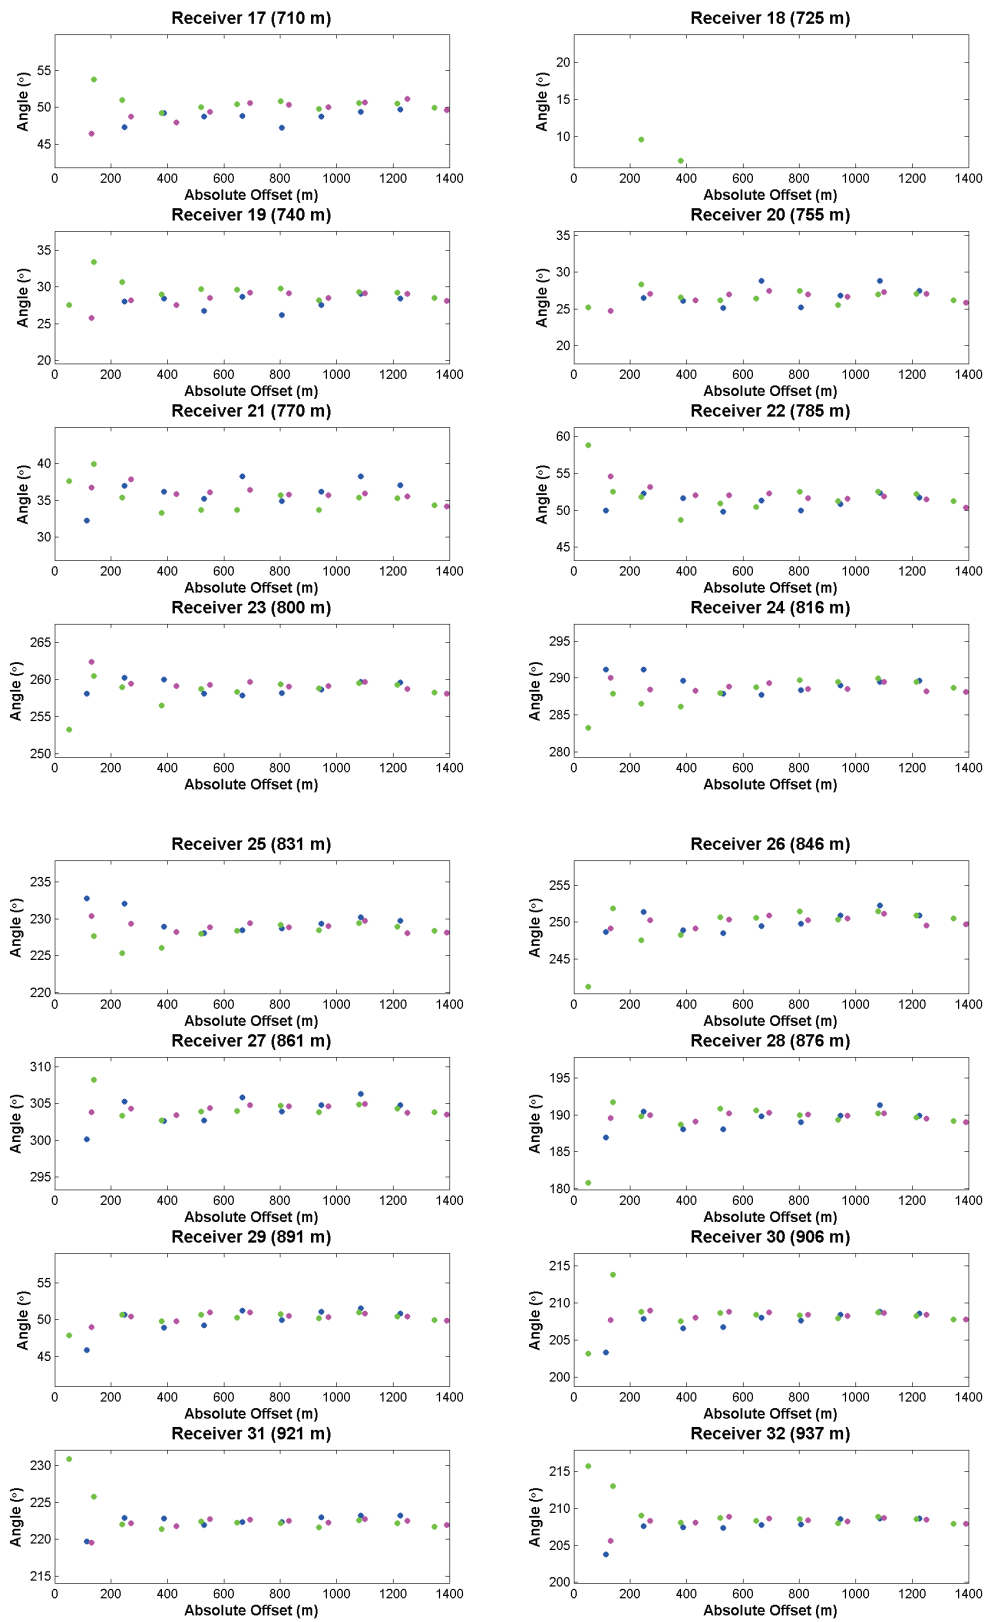 Receiver 17 (710 m)
Angle (°)
55
50
45
0 200 400 600 800 1000 1200 1400
Absolute Offset (m)
Receiver 18 (725 m)
Angle (°)
20
15
10
0 200 400 600 800 1000 1200 1400
Absolute Offset (m)
Receiver 19 (740 m)
Angle (°)
35
30
25
20
0 200 400 600 800 1000 1200 1400
Absolute Offset (m)
Receiver 20 (755 m)
Angle (°)
35
30
25
20
0 200 400 600 800 1000 1200 1400
Absolute Offset (m)
Receiver 21 (770 m)
Angle (°)
40
35
30
0 200 400 600 800 1000 1200 1400
Absolute Offset (m)
Receiver 22 (785 m)
Angle (°)
60
55
50
45
0 200 400 600 800 1000 1200 1400
Absolute Offset (m)
Receiver 23 (800 m)
Angle (°)
265
260
255
250
0 200 400 600 800 1000 1200 1400
Absolute Offset (m)
Receiver 24 (816 m)
Angle (°)
295
290
285
280
0 200 400 600 800 1000 1200 1400
Absolute Offset (m)
Receiver 25 (831 m)
Angle (°)
235
230
225
220
0 200 400 600 800 1000 1200 1400
Absolute Offset (m)
Receiver 26 (846 m)
Angle (°)
255
250
245
0 200 400 600 800 1000 1200 1400
Absolute Offset (m)
Receiver 27 (861 m)
Angle (°)
310
305
300
295
0 200 400 600 800 1000 1200 1400
Absolute Offset (m)
Receiver 28 (876 m)
Angle (°)
195
190
185
180
0 200 400 600 800 1000 1200 1400
Absolute Offset (m)
Receiver 29 (891 m)
Angle (°)
55
50
45
0 200 400 600 800 1000 1200 1400
Absolute Offset (m)
Receiver 30 (906 m)
Angle (°)
215
210
205
200
0 200 400 600 800 1000 1200 1400
Absolute Offset (m)
Receiver 31 (921 m)
Angle (°)
230
225
220
215
0 200 400 600 800 1000 1200 1400
Absolute Offset (m)
Receiver 32 (937 m)
Angle (°)
215
210
205
200
0 200 400 600 800 1000 1200 1400
Absolute Offset (m)